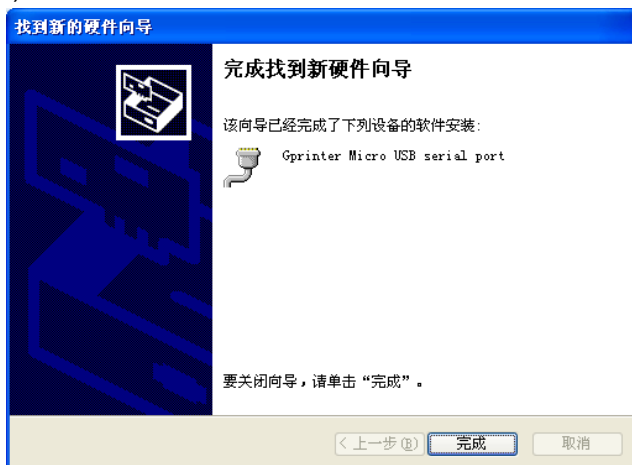 找到新的硬件向导
完成找到新硬件向导
该向导已经完成了下列设备的软件安装:
Gprinter Micro USB serial port
要关闭向导，请单击“完成”。
< 上一步(B) 完成 取消